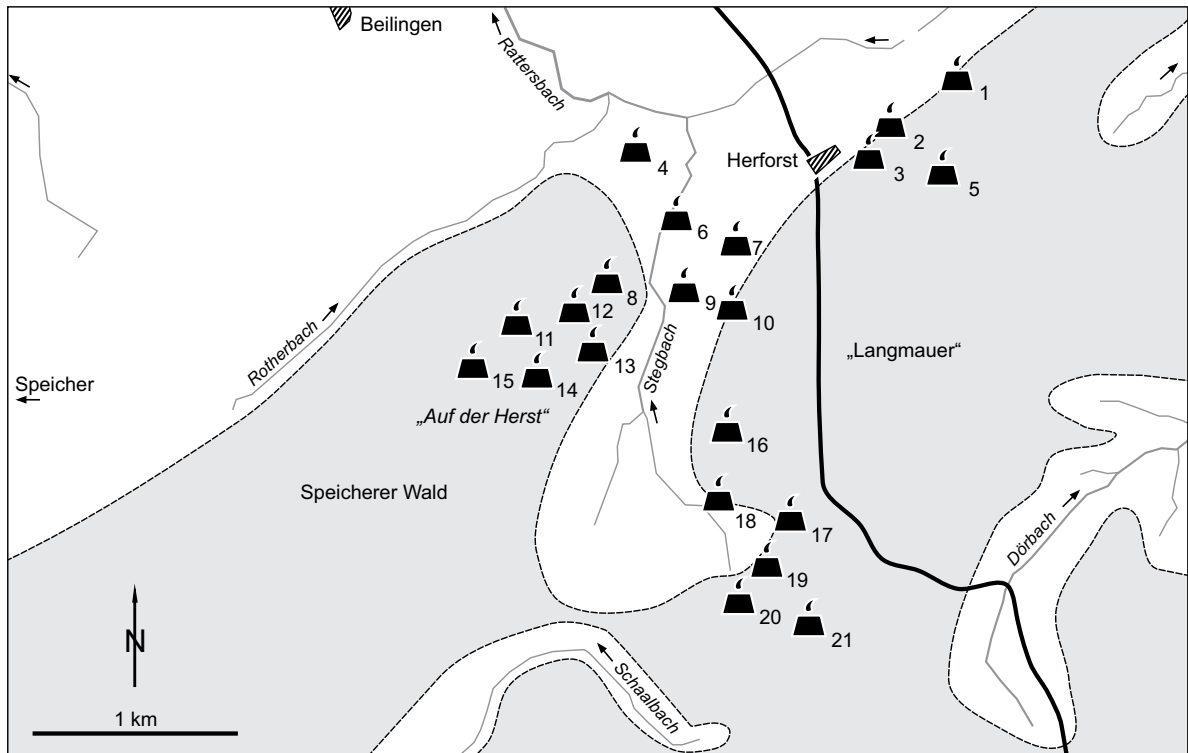 Beilingen
Rattersbach
1
2
Herforst
3
5
4
6
7
8
9
12
10
11
Rotherbach
13
Stegbach
„Langmauer“
15
14
Speicher
„Auf der Herst“
16
Speicherer Wald
18
17
Dörbach
19
20
21
N
Schaalbach
1 km